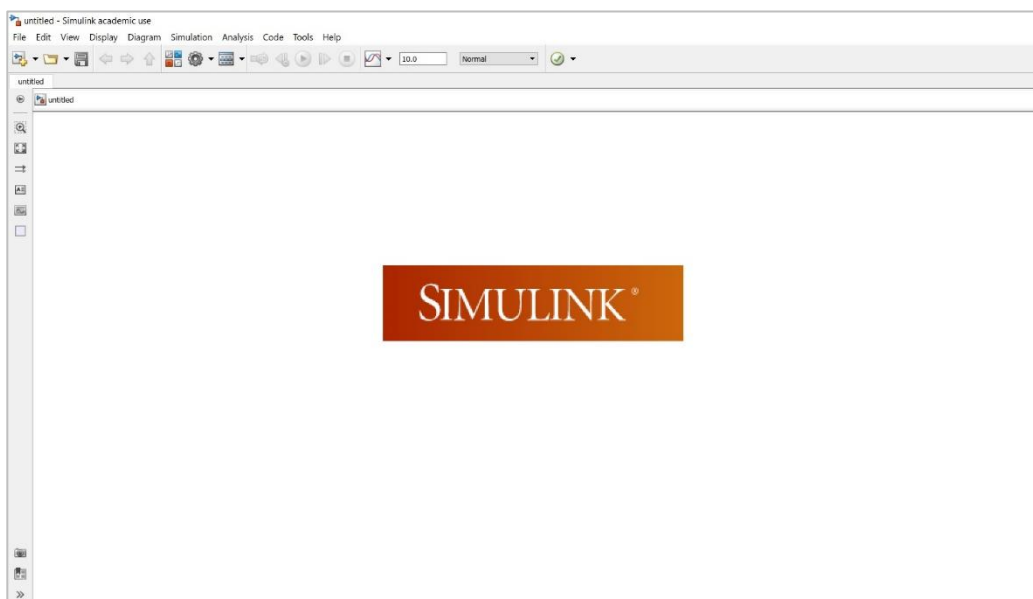 untitled - Simulink academic use
File Edit View Display Diagram Simulation Analysis Code Tools Help
10.0 Normal
untitled
untitled
SIMULINK®